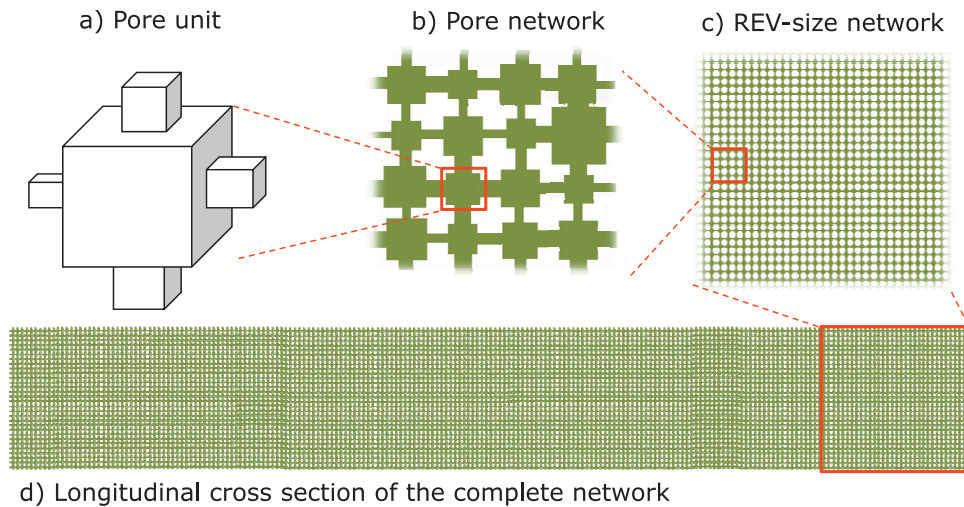 a) Pore unit
b) Pore network
c) REV-size network
d) Longitudinal cross section of the complete network